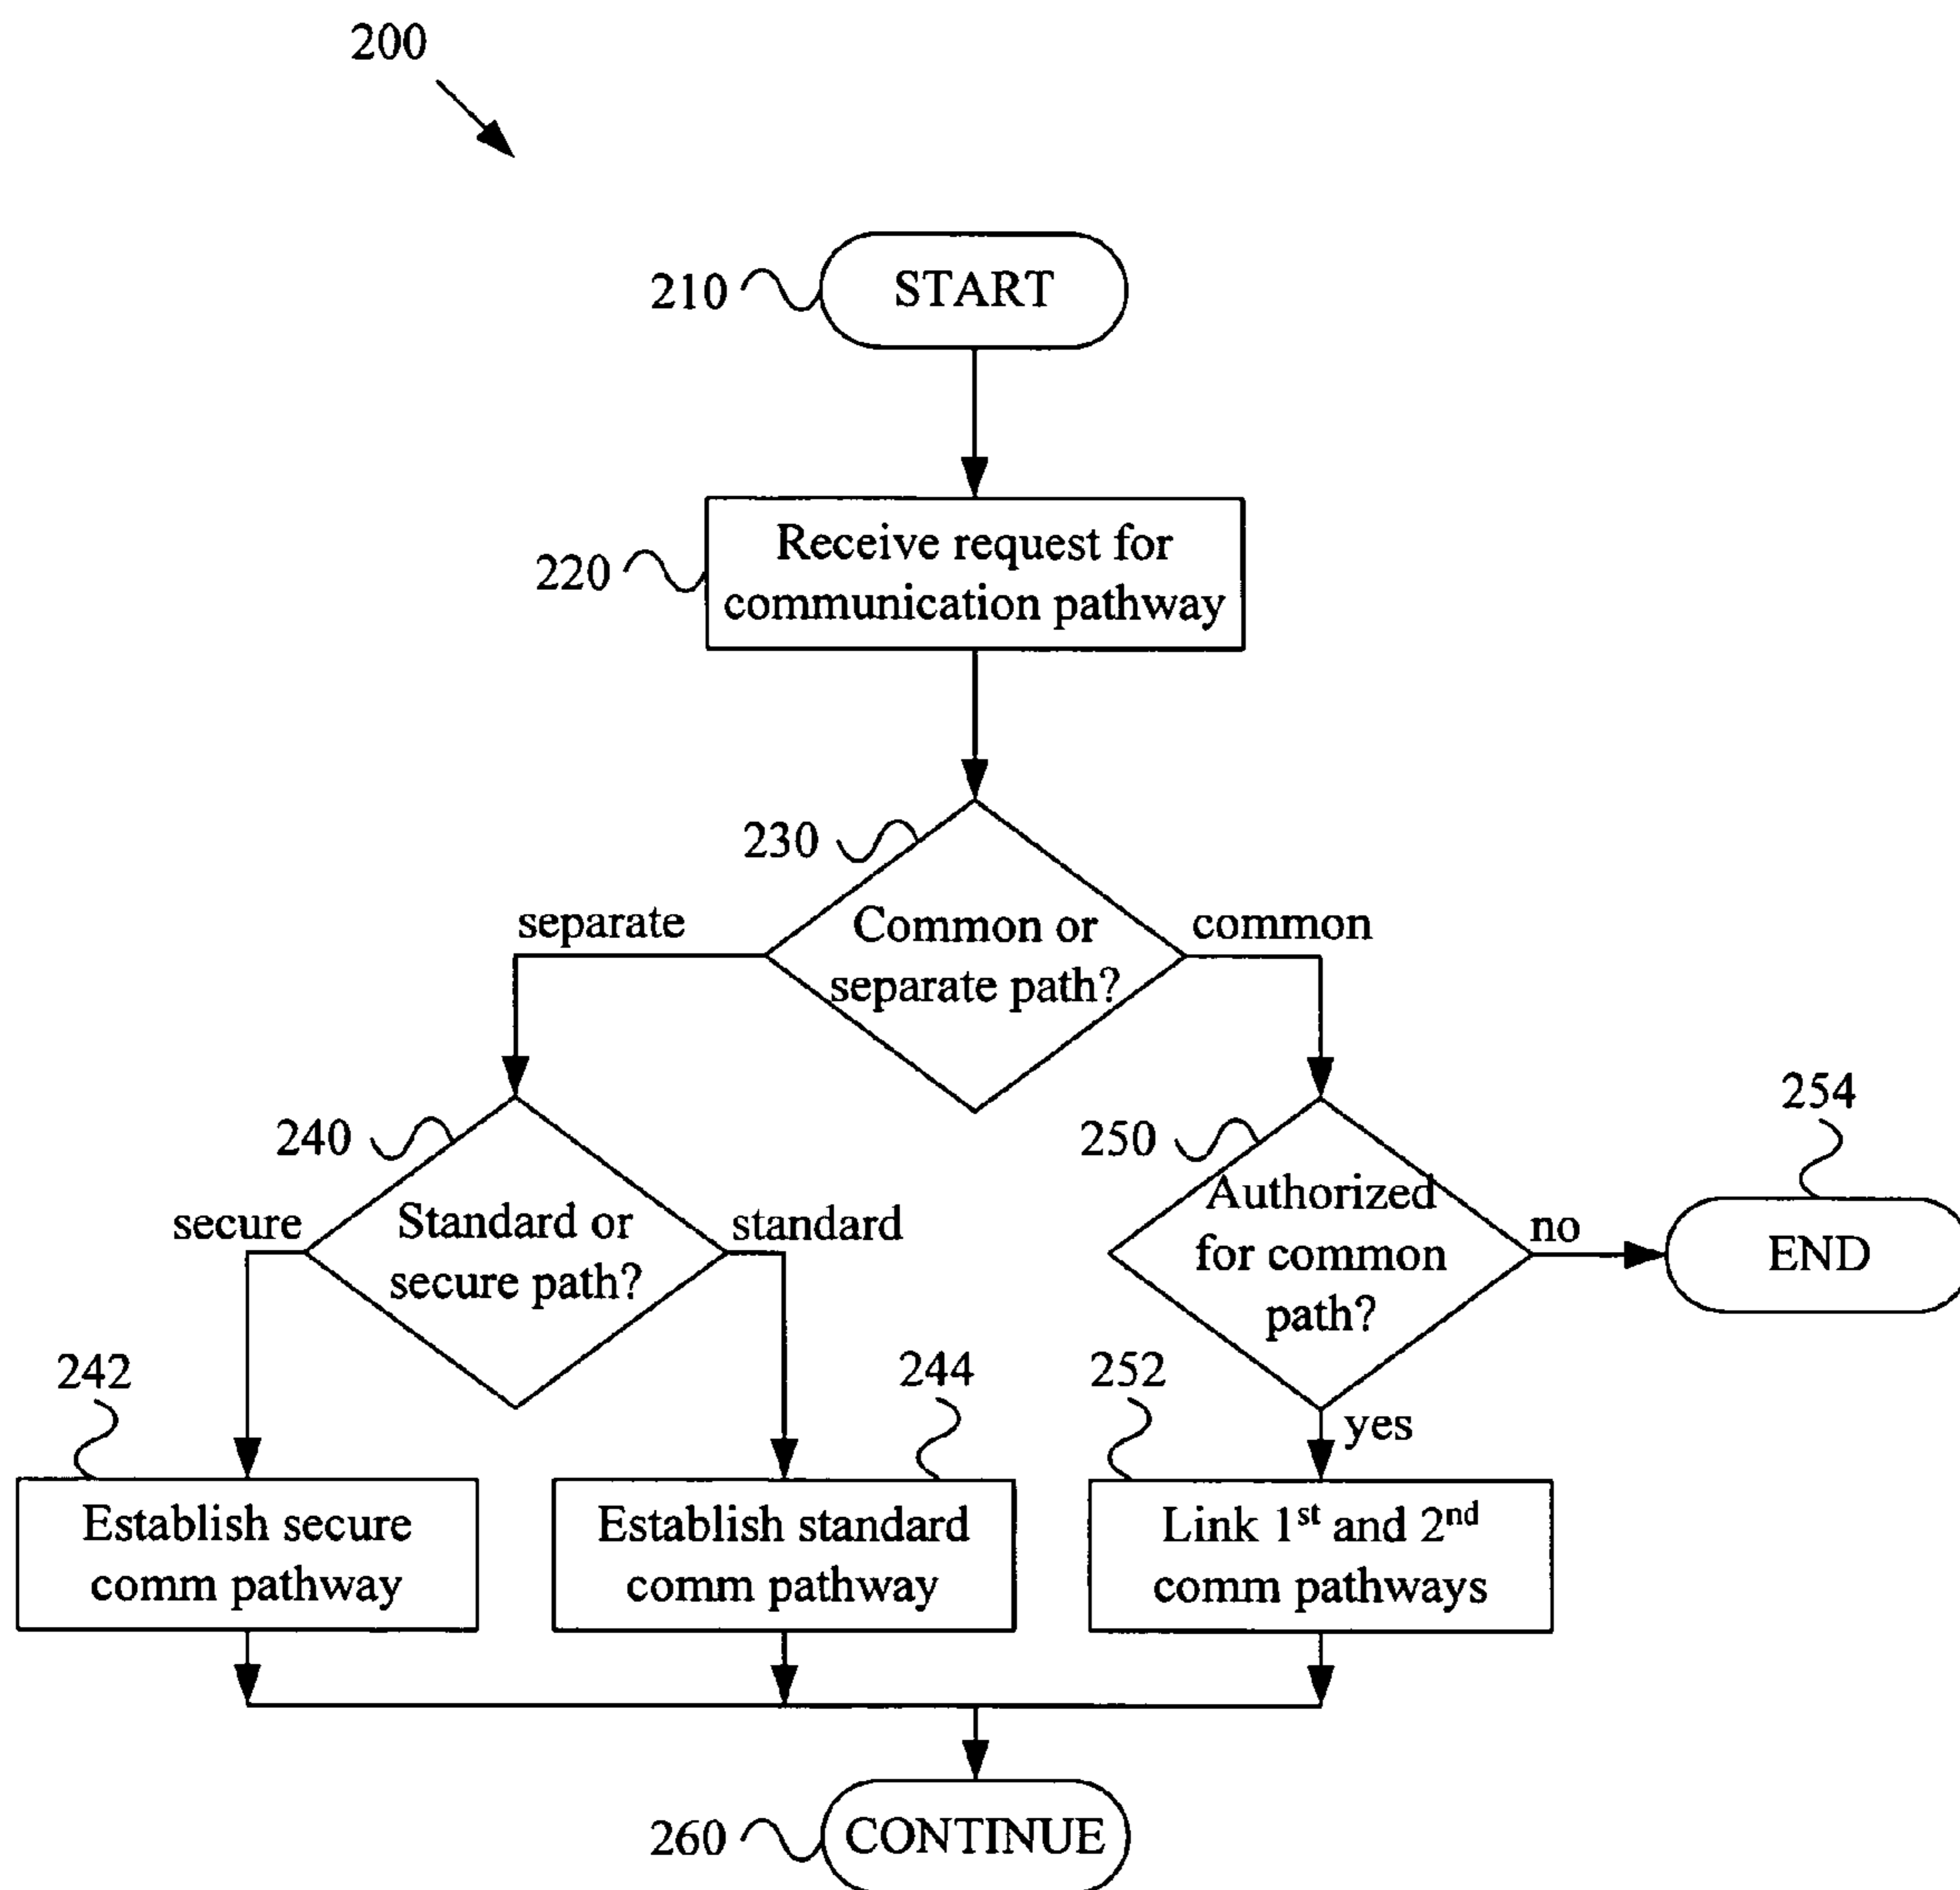 200
210
START
220
Receive request for
communication pathway
230
separate
Common or
separate path?
common
240
secure
Standard or
secure path?
standard
250
Authorized
for common
path?
no
254
END
yes
242
Establish secure
comm pathway
244
Establish standard
comm pathway
252
Link 1st and 2nd
comm pathways
260
CONTINUE